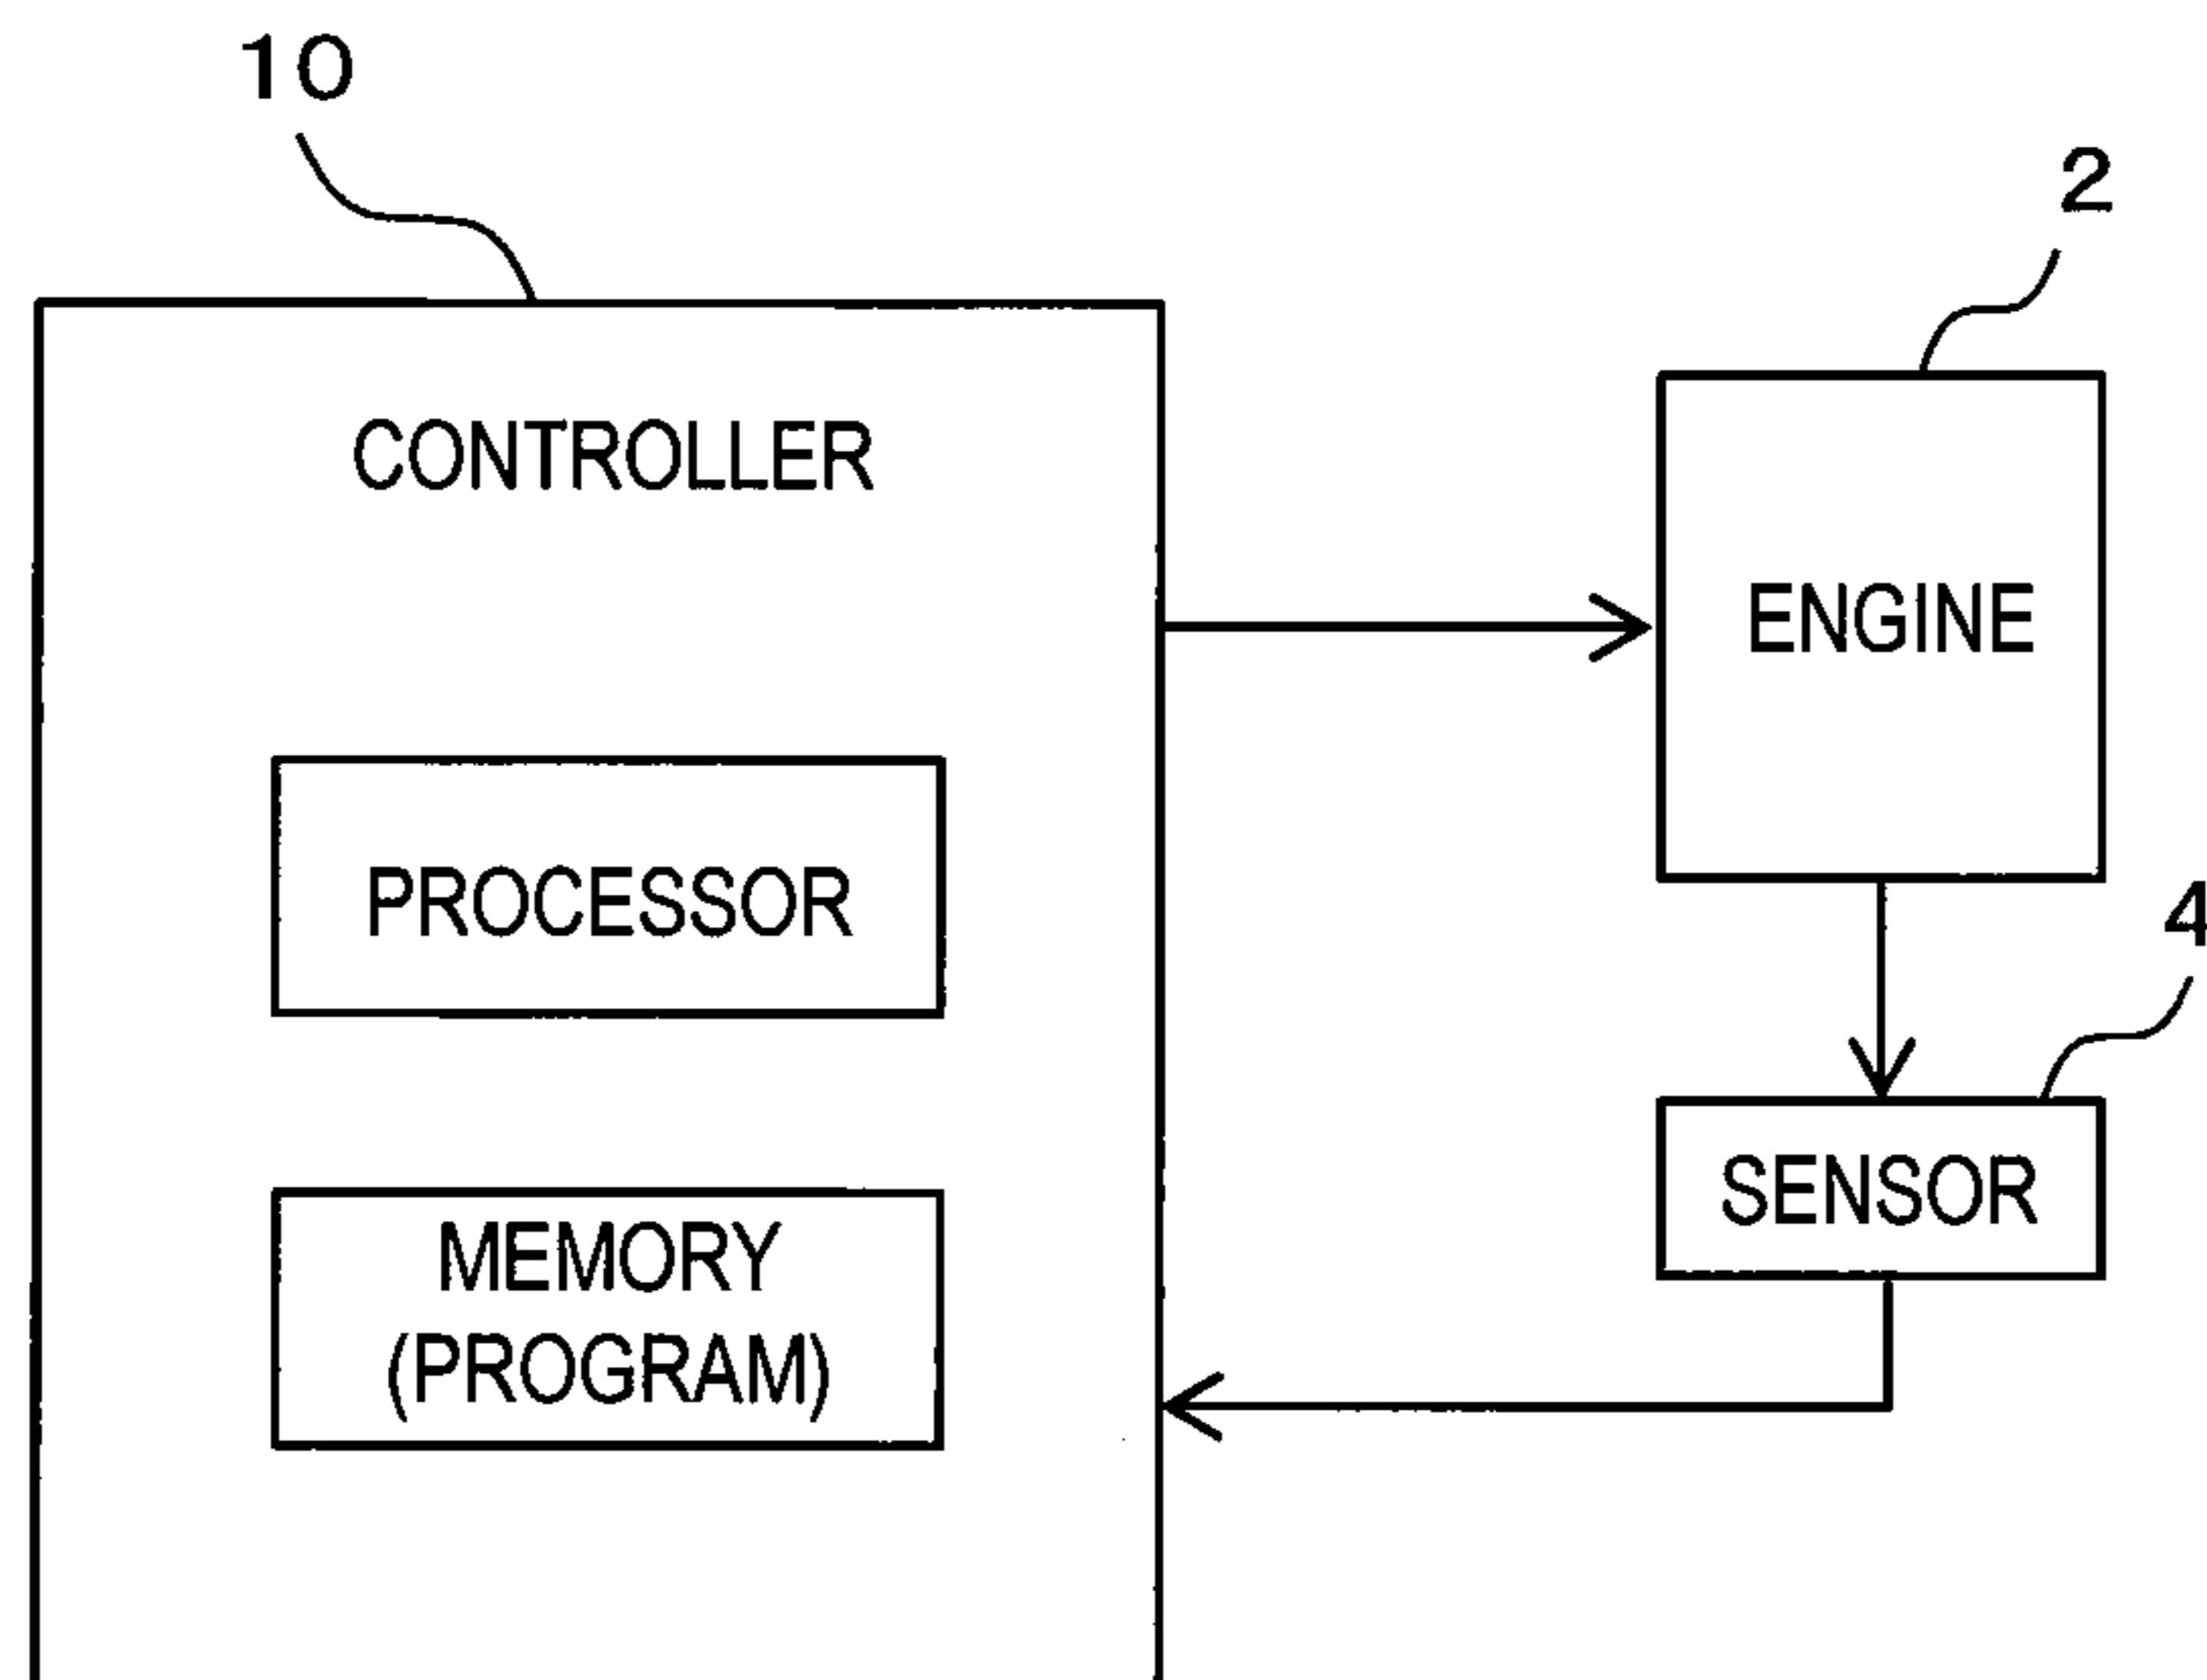 10
2
CONTROLLER
ENGINE
PROCESSOR
4
SENSOR
MEMORY
(PROGRAM)